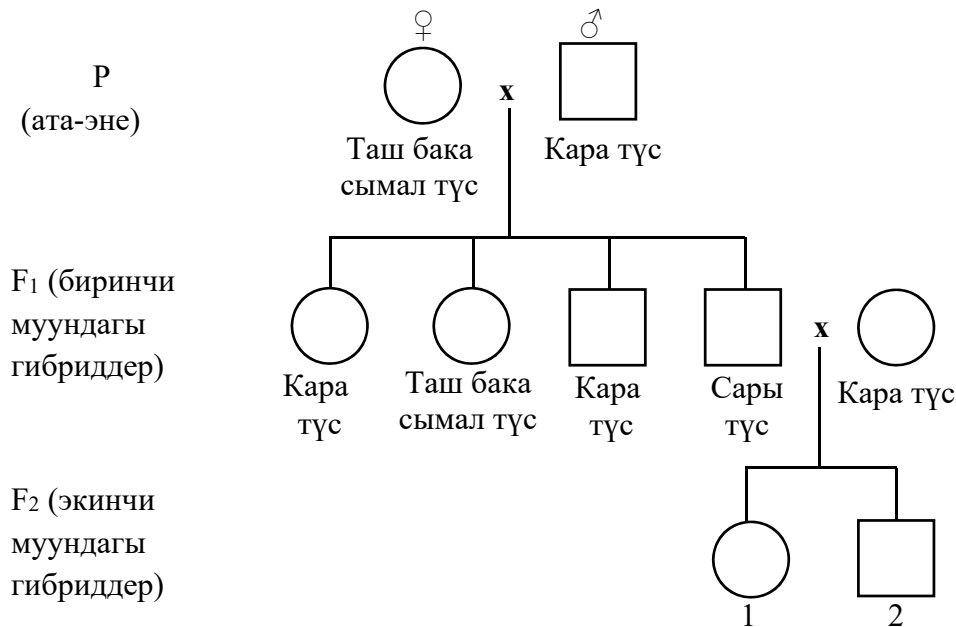 ♀ ♂
P
(ата-эне)
x
Таш бака
сымал түс
Кара түс
F₁ (биринчи
муундагы
гибриддер)
x
Кара
түс
Таш бака
сымал түс
Кара
түс
Сары
түс
Кара түс
F₂ (экинчи
муундагы
гибриддер)
1 2